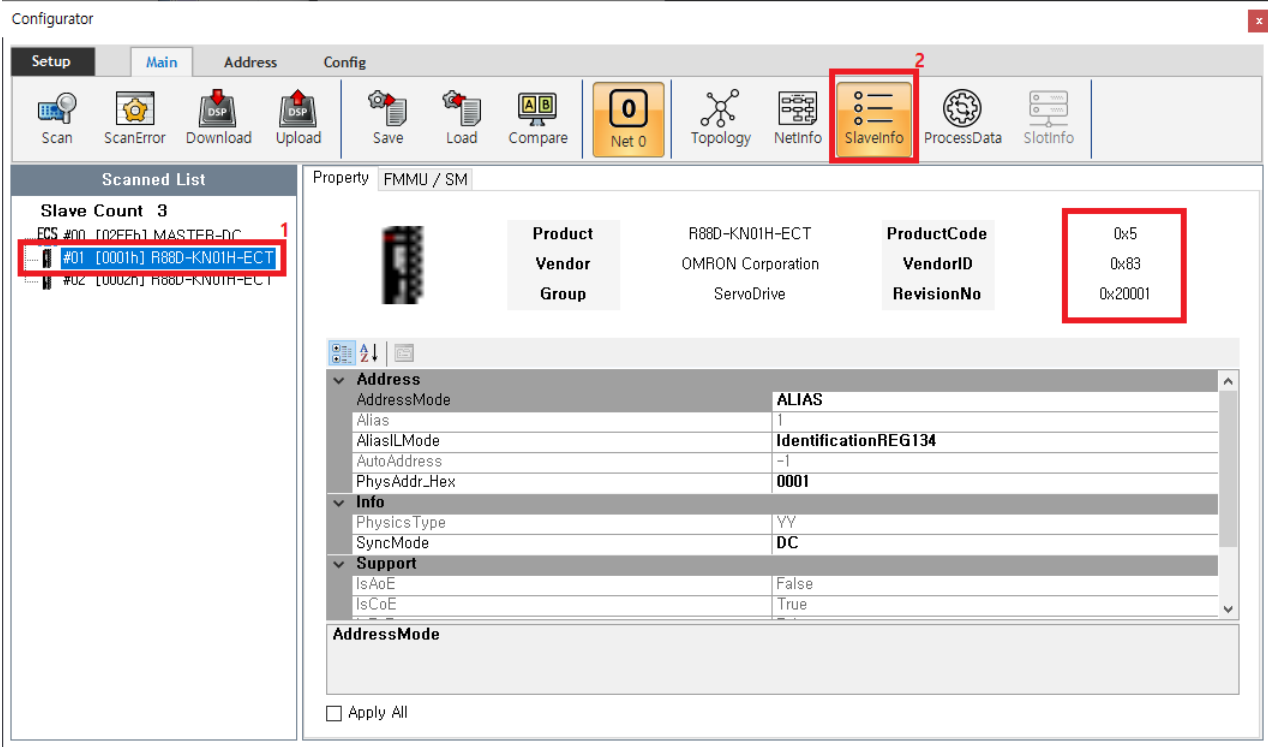 Configurator
x
Setup Main Address Config
2
DSP DSP A B 0
Scan ScanError Download Upload Save Load Compare Net 0 Topology NetInfo SlaveInfo ProcessData SlotInfo
Scanned List
Property FMMU / SM
Slave Count 3
ECS #00 [02FFh] MASTER-DC
1
#01 [0001h] R88D-KN01H-ECT
#02 [0002h] R88D-KN01H-ECT
Product R88D-KN01H-ECT ProductCode 0x5
Vendor OMRON Corporation VendorID 0x83
Group ServoDrive RevisionNo 0x20001
A Z
Address
AddressMode ALIAS
Alias 1
AliasILMode IdentificationREG134
AutoAddress -1
PhysAddr_Hex 0001
Info
PhysicsType YY
SyncMode DC
Support
IsAoE False
IsCoE True
AddressMode
Apply All